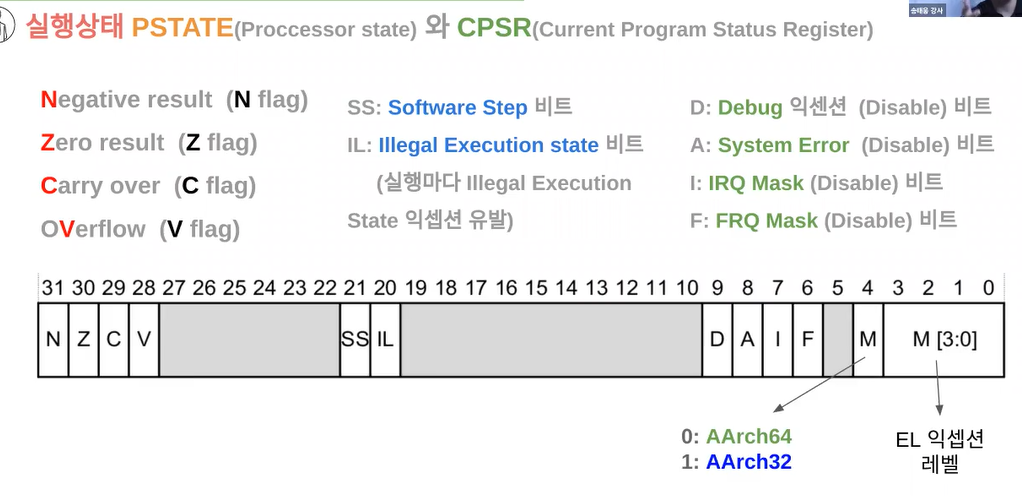 실행상태 PSTATE(Proccessor state) 와 CPSR(Current Program Status Register)
송태웅 강사
Negative result (N flag)
Zero result (Z flag)
Carry over (C flag)
OVerflow (V flag)
SS: Software Step 비트
IL: Illegal Execution state 비트
(실행마다 Illegal Execution
State 익셉션 유발)
D: Debug 익센션 (Disable) 비트
A: System Error (Disable) 비트
I: IRQ Mask (Disable) 비트
F: FRQ Mask (Disable) 비트
31 30 29 28 27 26 25 24 23 22 21 20 19 18 17 16 15 14 13 12 11 10 9 8 7 6 5 4 3 2 1 0
N Z C V SS IL D A I F M M [3:0]
0: AArch64
1: AArch32
EL 익셉션
레벨